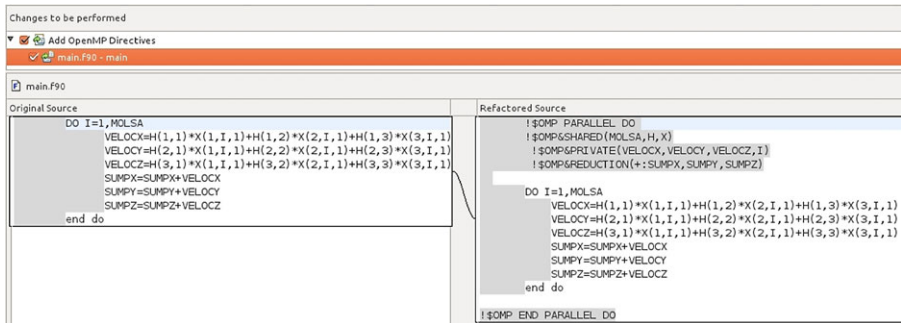 Changes to be performed
Add OpenMP Directives
main.f90 - main
main.f90
Original Source
DO I=1,MOLSA
VELOCX=H(1,1)*X(1,I,1)+H(1,2)*X(2,I,1)+H(1,3)*X(3,I,1)
VELOCY=H(2,1)*X(1,I,1)+H(2,2)*X(2,I,1)+H(2,3)*X(3,I,1)
VELOCZ=H(3,1)*X(1,I,1)+H(3,2)*X(2,I,1)+H(3,3)*X(3,I,1)
SUMPX=SUMPX+VELOCX
SUMPY=SUMPY+VELOCY
SUMPZ=SUMPZ+VELOCZ
end do
Refactored Source
!$OMP PARALLEL DO
!$OMP&SHARED(MOLSA,H,X)
!$OMP&PRIVATE(VELOCX,VELOCY,VELOCZ,I)
!$OMP&REDUCTION(+:SUMPX,SUMPY,SUMPZ)
DO I=1,MOLSA
VELOCX=H(1,1)*X(1,I,1)+H(1,2)*X(2,I,1)+H(1,3)*X(3,I,1)
VELOCY=H(2,1)*X(1,I,1)+H(2,2)*X(2,I,1)+H(2,3)*X(3,I,1)
VELOCZ=H(3,1)*X(1,I,1)+H(3,2)*X(2,I,1)+H(3,3)*X(3,I,1)
SUMPX=SUMPX+VELOCX
SUMPY=SUMPY+VELOCY
SUMPZ=SUMPZ+VELOCZ
end do
!$OMP END PARALLEL DO